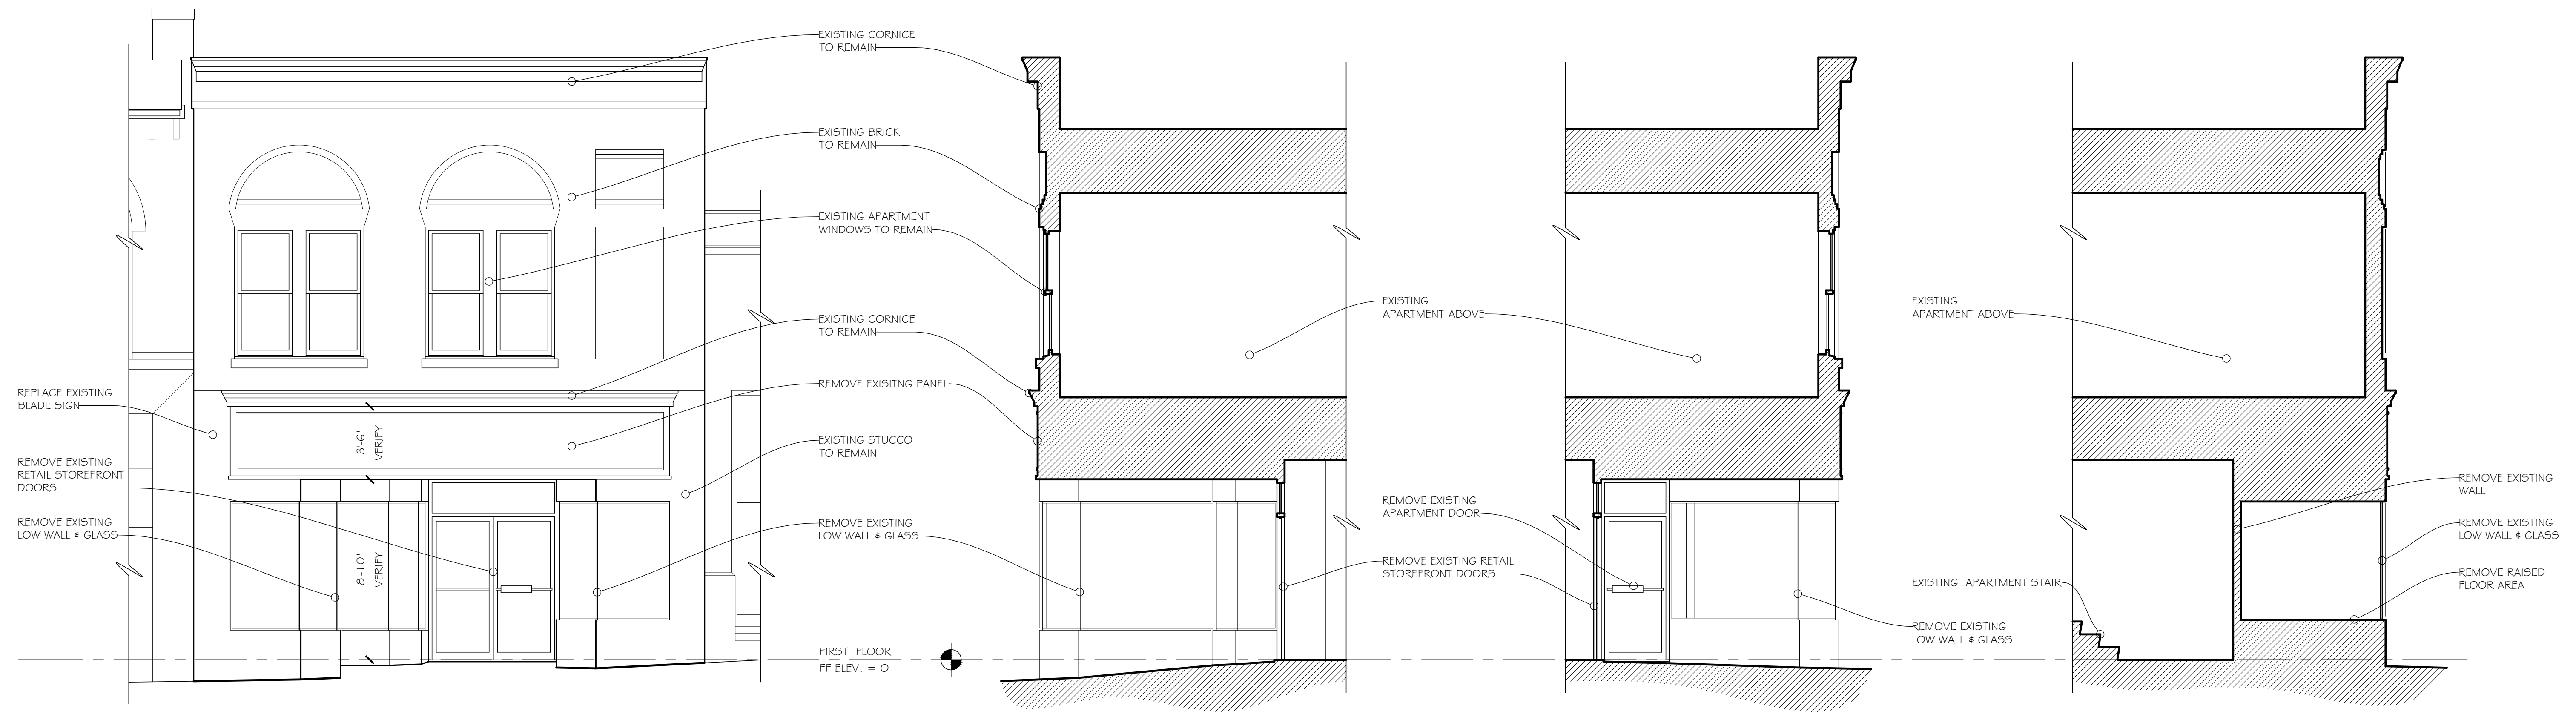 EXISTING CORNICE
TO REMAIN
EXISTING BRICK
TO REMAIN
EXISTING APARTMENT
WINDOWS TO REMAIN
EXISTING CORNICE
TO REMAIN
REMOVE EXISITNG PANEL
EXISTING STUCCO
TO REMAIN
REMOVE EXISTING
LOW WALL & GLASS
FIRST FLOOR
FF ELEV. = 0
REPLACE EXISTING
BLADE SIGN
REMOVE EXISTING
RETAIL STOREFRONT
DOORS
REMOVE EXISTING
LOW WALL & GLASS
3'-6"
VERIFY
8'-10"
VERIFY
EXISTING
APARTMENT ABOVE
REMOVE EXISTING
APARTMENT DOOR
REMOVE EXISTING RETAIL
STOREFRONT DOORS
EXISTING
APARTMENT ABOVE
EXISTING APARTMENT STAIR
REMOVE EXISTING
LOW WALL & GLASS
REMOVE EXISTING
WALL
REMOVE EXISTING
LOW WALL & GLASS
REMOVE RAISED
FLOOR AREA